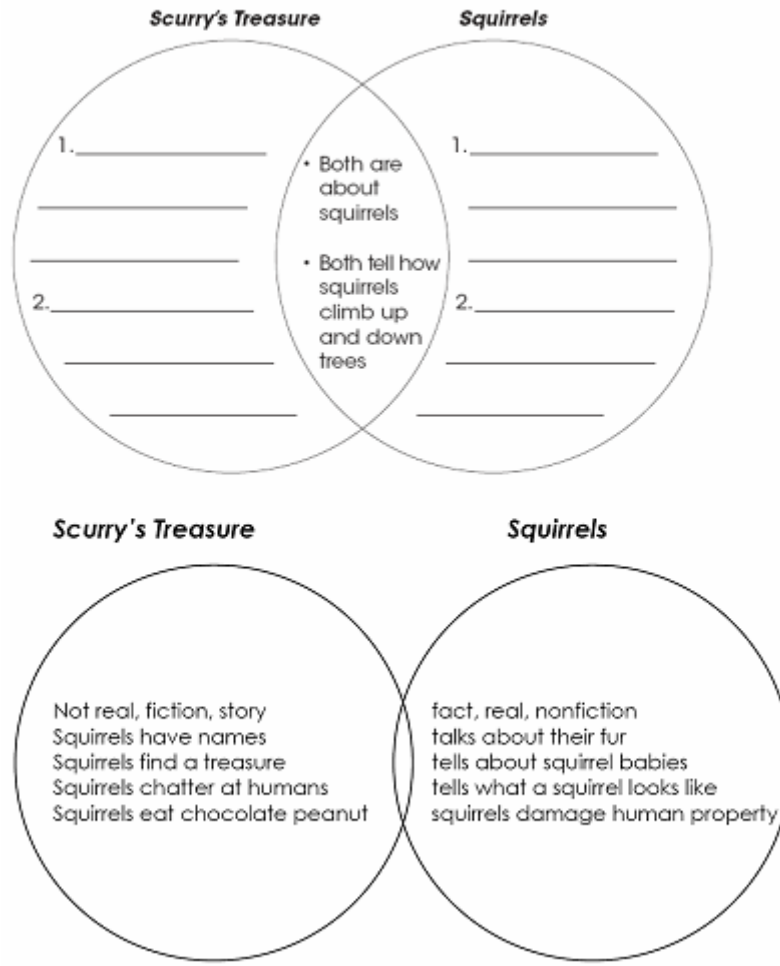 Scurry's Treasure
Squirrels
1.
2.
• Both are
about
squirrels
• Both tell how
squirrels
climb up
and down
trees
1.
2.
Scurry's Treasure
Squirrels
Not real, fiction, story
Squirrels have names
Squirrels find a treasure
Squirrels chatter at humans
Squirrels eat chocolate peanut
fact, real, nonfiction
talks about their fur
tells about squirrel babies
tells what a squirrel looks like
squirrels damage human property